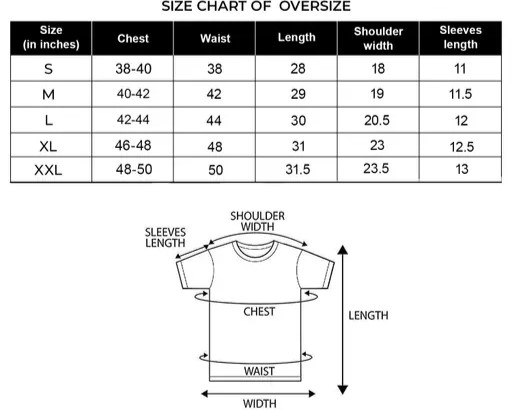 SIZE CHART OF OVERSIZE
Size (in inches) Chest Waist Length Shoulder width Sleeves length
S 38-40 38 28 18 11
M 40-42 42 29 19 11.5
L 42-44 44 30 20.5 12
XL 46-48 48 31 23 12.5
XXL 48-50 50 31.5 23.5 13
SHOULDER
WIDTH
SLEEVES
LENGTH
CHEST
LENGTH
WAIST
WIDTH